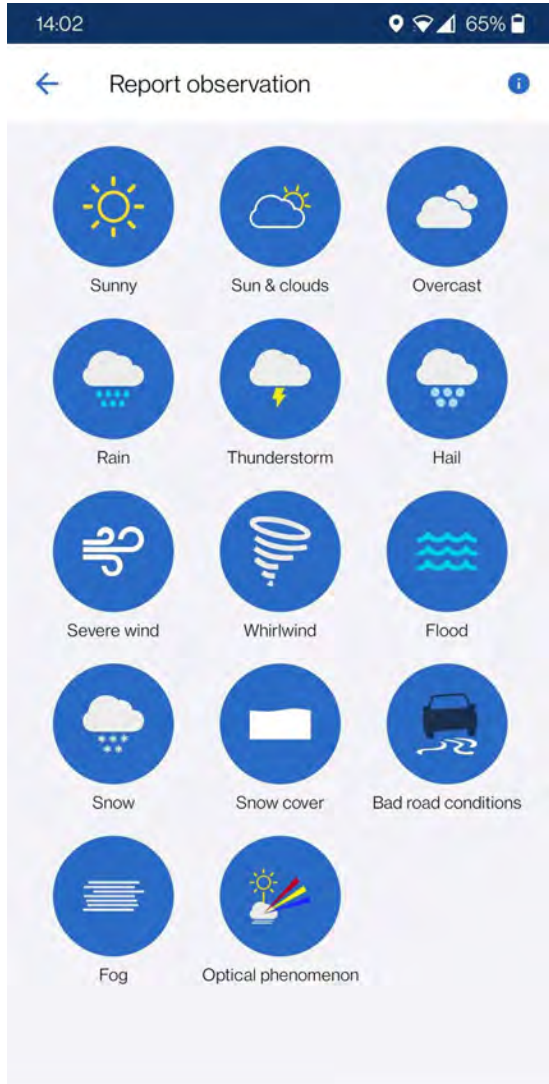 14:02 65%
Report observation
Sunny Sun & clouds Overcast
Rain Thunderstorm Hail
Severe wind Whirlwind Flood
Snow Snow cover Bad road conditions
Fog Optical phenomenon